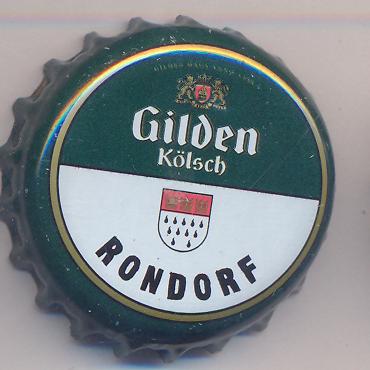 Gilden
Kölsch
RONDORF